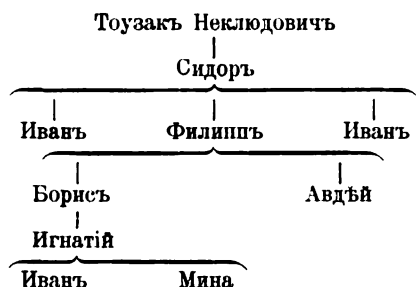 Тоузакъ Неклюдовичъ
Сидоръ
Иванъ Филиппъ Иванъ
Борисъ Авдѣй
Игнатій
Иванъ Мина